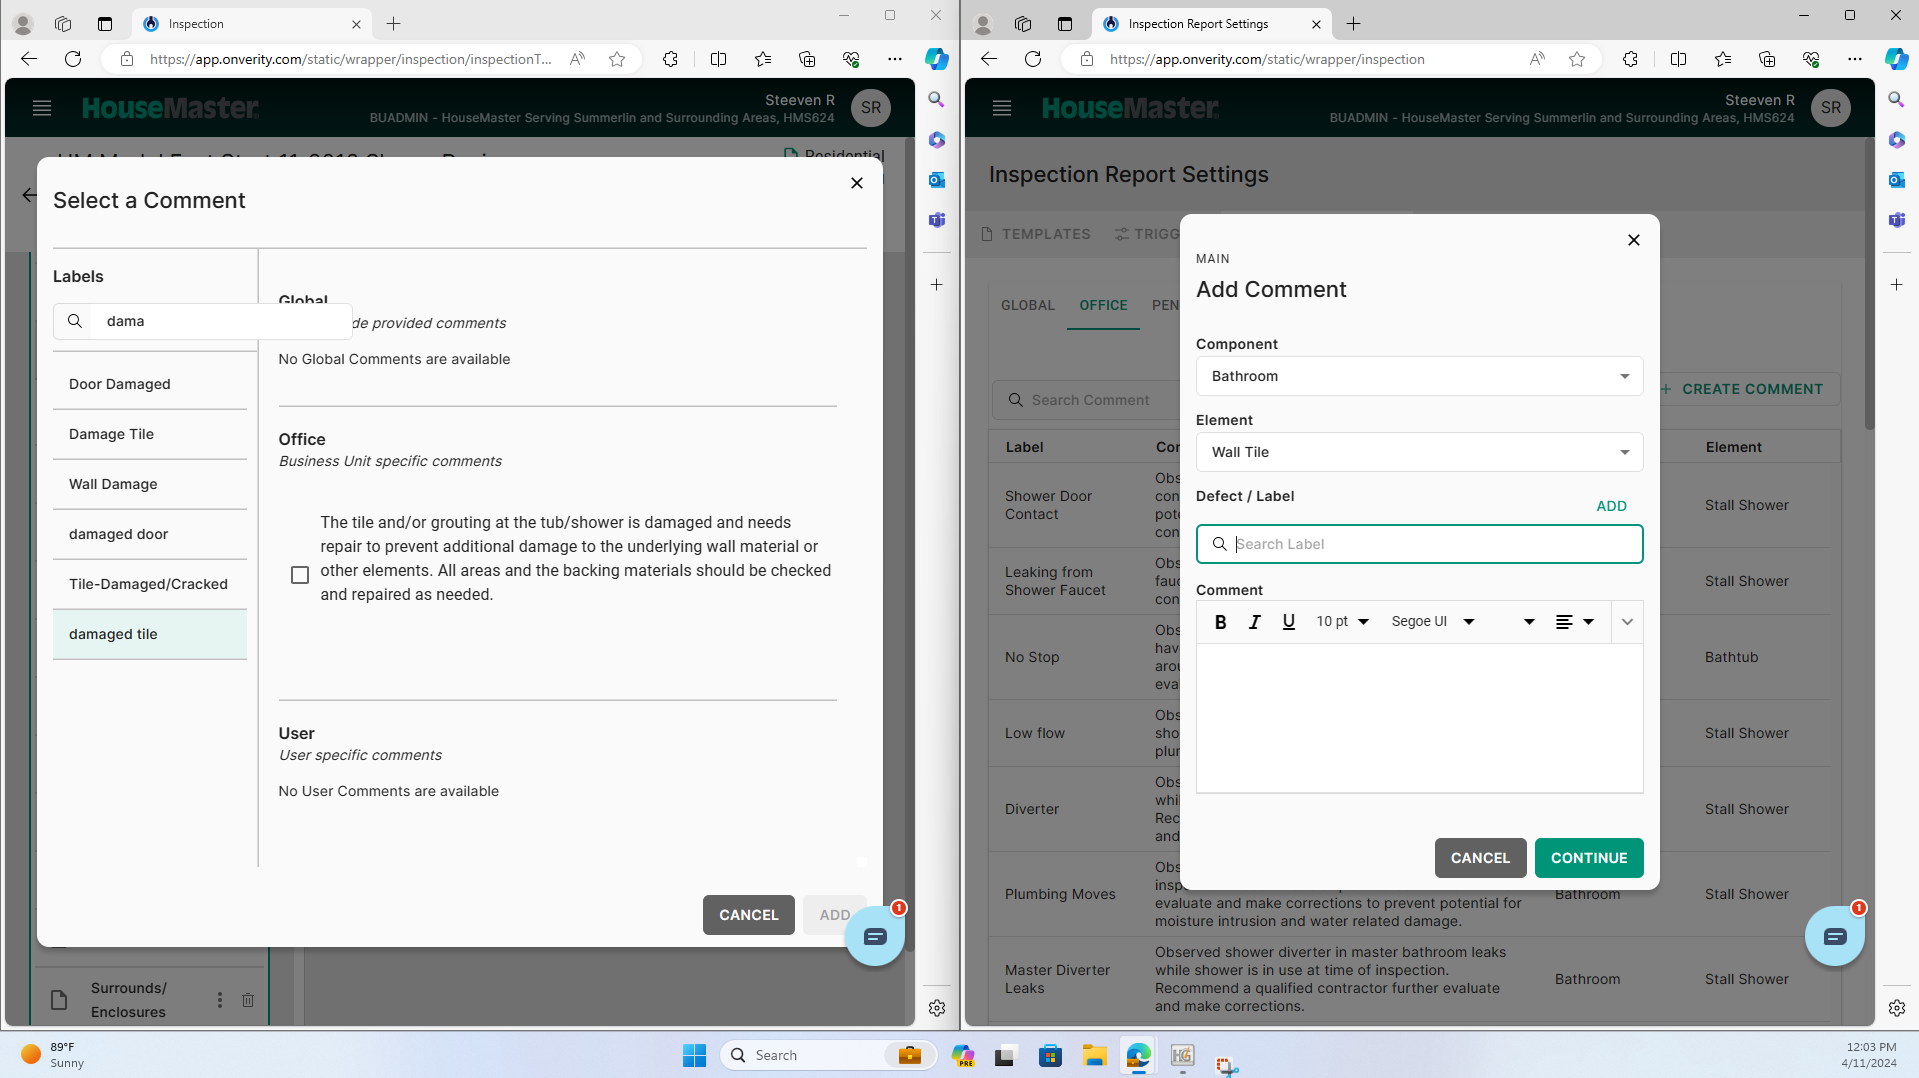 Inspection
https://app.onverity.com/static/wrapper/inspection/inspectionT...
HouseMaster
Steeven R
BUADMIN - HouseMaster Serving Summerlin and Surrounding Areas, HMS624
SR
Residential
Select a Comment
Labels
dama
Door Damaged
Damage Tile
Wall Damage
damaged door
Tile-Damaged/Cracked
damaged tile
Global
de provided comments
No Global Comments are available
Office
Business Unit specific comments
The tile and/or grouting at the tub/shower is damaged and needs
repair to prevent additional damage to the underlying wall material or
other elements. All areas and the backing materials should be checked
and repaired as needed.
User
User specific comments
No User Comments are available
CANCEL
ADD
1
Surrounds/
Enclosures
Inspection Report Settings
https://app.onverity.com/static/wrapper/inspection
HouseMaster
Steeven R
BUADMIN - HouseMaster Serving Summerlin and Surrounding Areas, HMS624
SR
Inspection Report Settings
TEMPLATES
TRIGG
GLOBAL
OFFICE
PEN
Search Comment
+ CREATE COMMENT
Label
Cor
Element
Shower Door
Contact
Obs
con
pote
con
Stall Shower
Leaking from
Shower Faucet
Obs
fauc
con
Stall Shower
No Stop
Obs
have
arou
eva
Bathtub
Low flow
Obs
sho
plur
Stall Shower
Diverter
Obs
whi
Rec
and
Stall Shower
Plumbing Moves
Obs
insp
evaluate and make corrections to prevent potential for
moisture intrusion and water related damage.
Bathroom
Stall Shower
Master Diverter
Leaks
Observed shower diverter in master bathroom leaks
while shower is in use at time of inspection.
Recommend a qualified contractor further evaluate
and make corrections.
Bathroom
Stall Shower
MAIN
Add Comment
Component
Bathroom
Element
Wall Tile
Defect / Label
ADD
Search Label
Comment
B I U 10 pt Segoe UI
CANCEL
CONTINUE
1
89°F
Sunny
Search
PRE
12:03 PM
4/11/2024